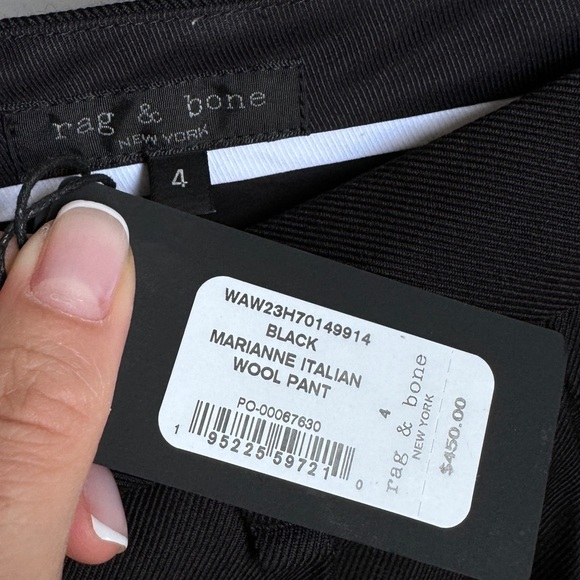 rag & bone
NEW YORK
4
WAW23H70149914
BLACK
MARIANNE ITALIAN
WOOL PANT
PO-00067630
1 95225 59721 0
4
rag & bone
NEW YORK
$450.00